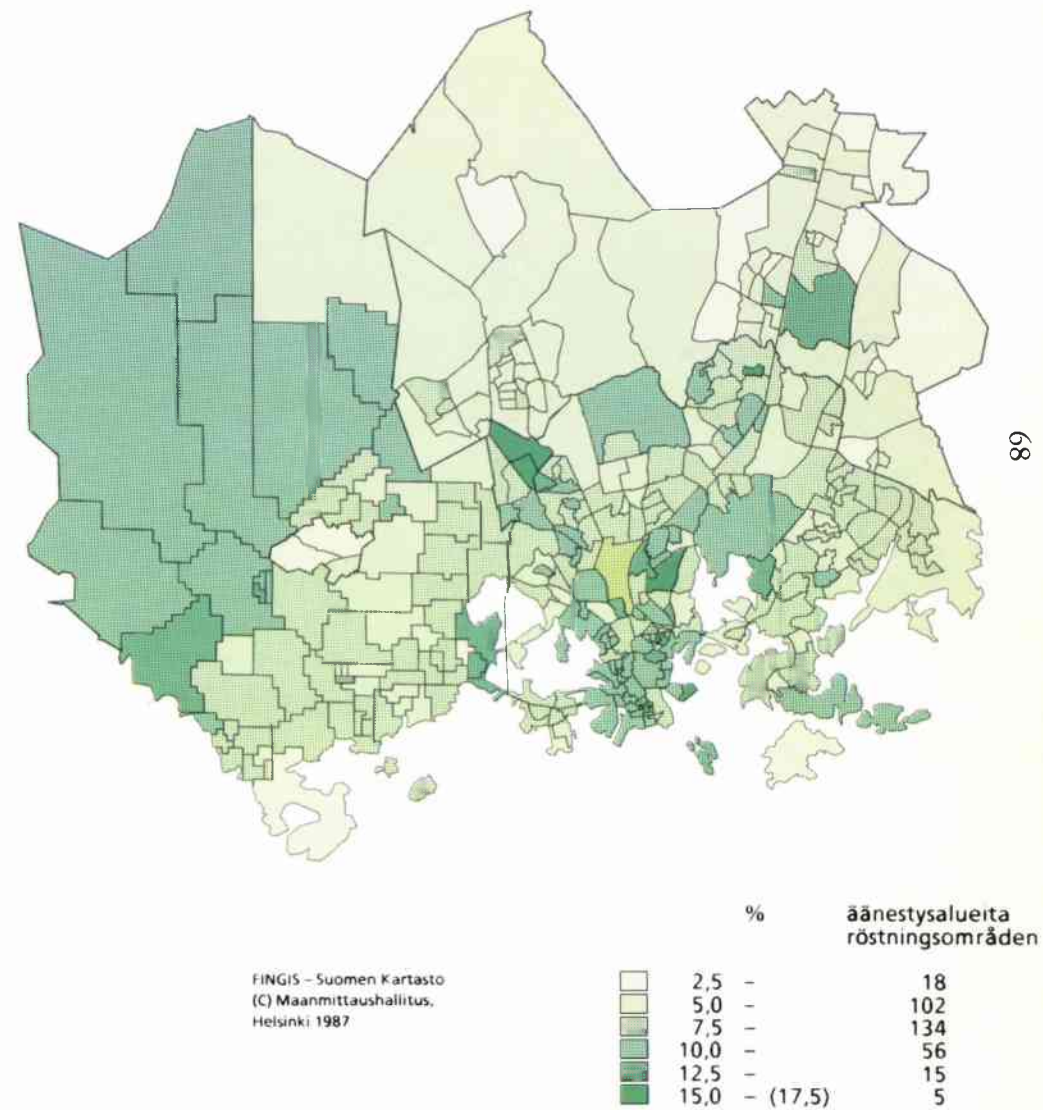 68
% äänestysalueita
röstningsområden
FINGIS – Suomen Kartasto
(C) Maanmittaushallitus,
Helsinki 1987
2,5 – 18
5,0 – 102
7,5 – 134
10,0 – 56
12,5 – 15
15,0 – (17,5) 5